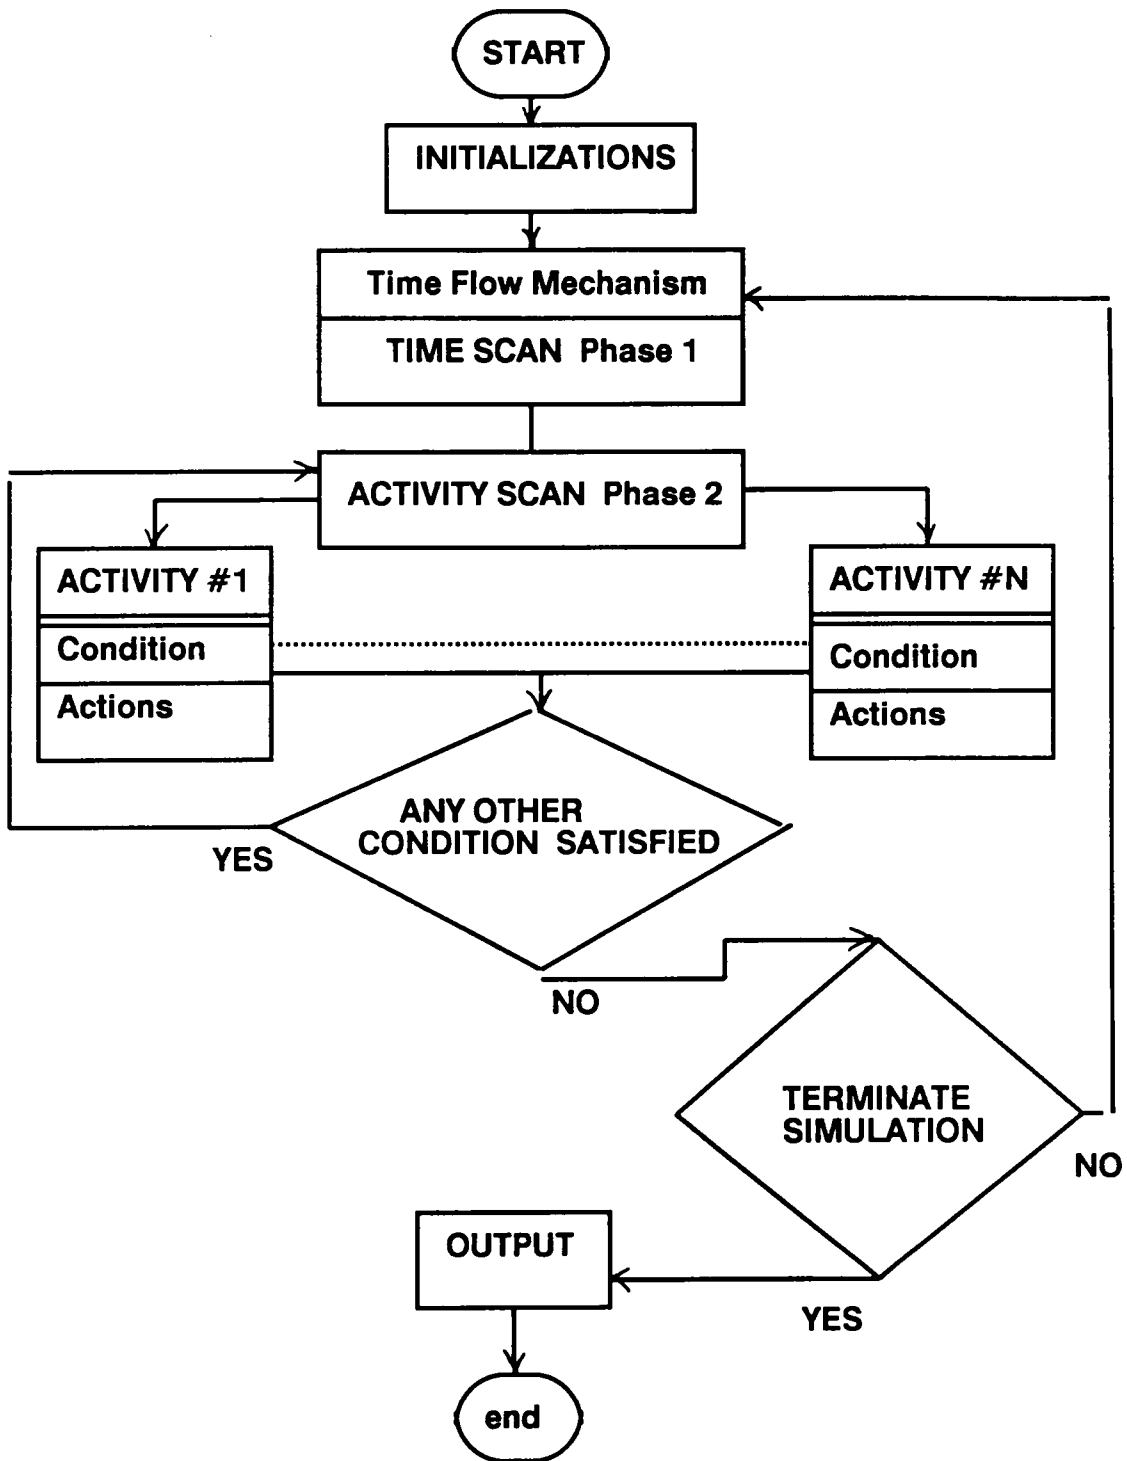 START
INITIALIZATIONS
Time Flow Mechanism
TIME SCAN Phase 1
ACTIVITY SCAN Phase 2
ACTIVITY #1
Condition
Actions
ACTIVITY #N
Condition
Actions
ANY OTHER
CONDITION SATISFIED
YES
NO
TERMINATE
SIMULATION
NO
YES
OUTPUT
end